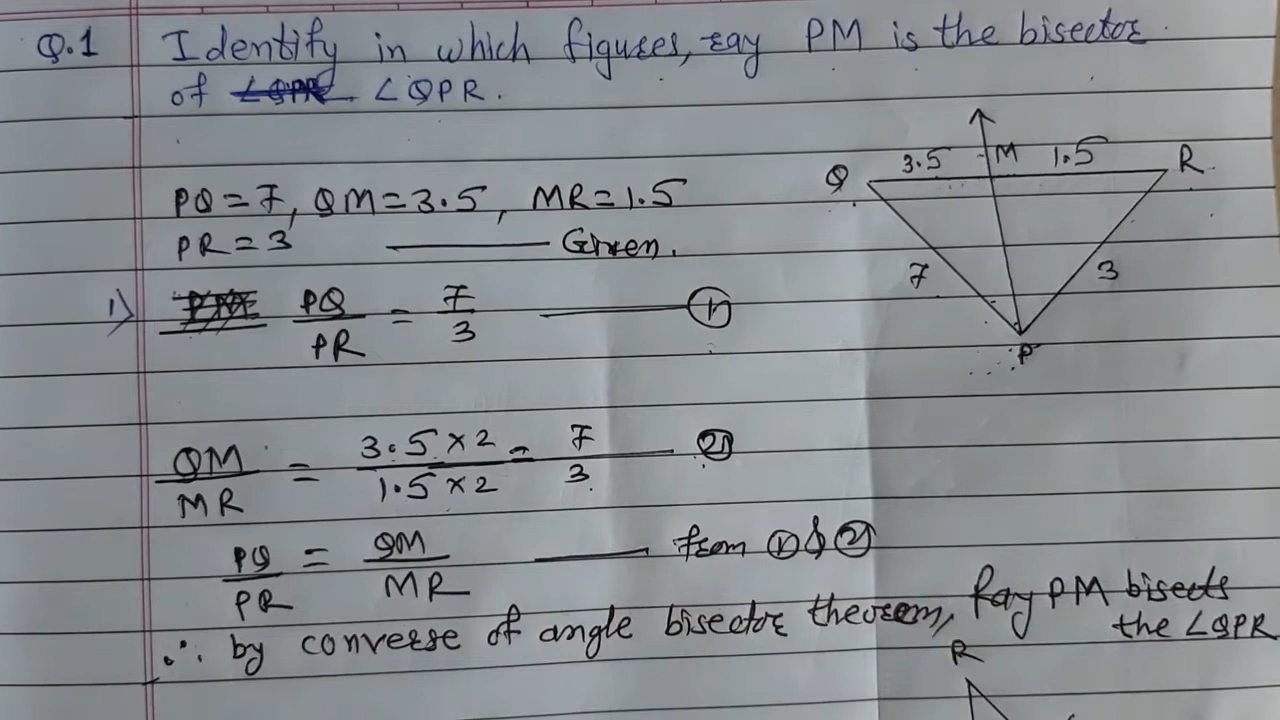 Q.1 Identify in which figures, ray PM is the bisector
of ∠QPR.
PQ = 7, QM = 3.5, MR = 1.5
PR = 3 ——— Given.
1) PQ/PR = 7/3 ——— ①
QM/MR = 3.5 × 2/1.5 × 2 = 7/3 ——— ②
PQ/PR = QM/MR ——— from ① & ②
∴ by converse of angle bisector theorem, Ray PM bisects
the ∠QPR
Q 3.5 M 1.5 R
7 3
P
R